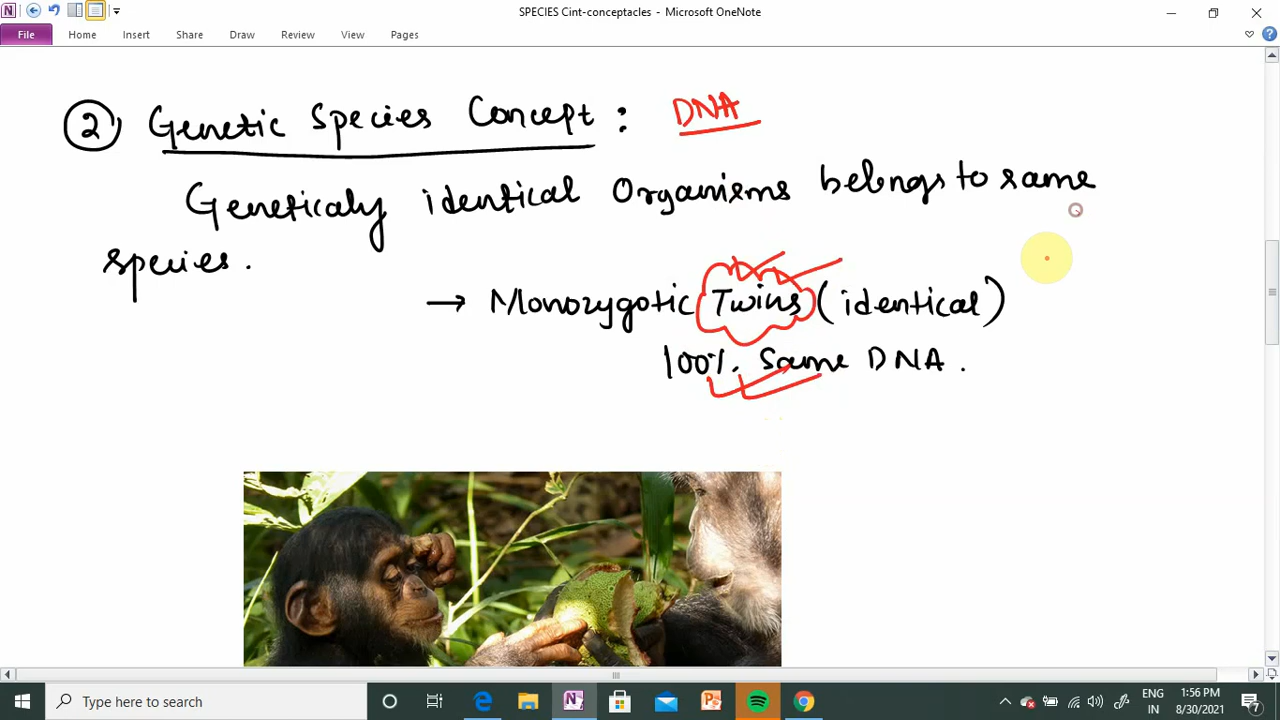 SPECIES Cint-conceptacles - Microsoft OneNote
File Home Insert Share Draw Review View Pages
② Genetic Species Concept : DNA
Geneticaly identical Organisms belongs to same
species.
→ Monozygotic Twins (identical)
100% Same DNA.
Type here to search
ENG
IN
1:56 PM
8/30/2021
7